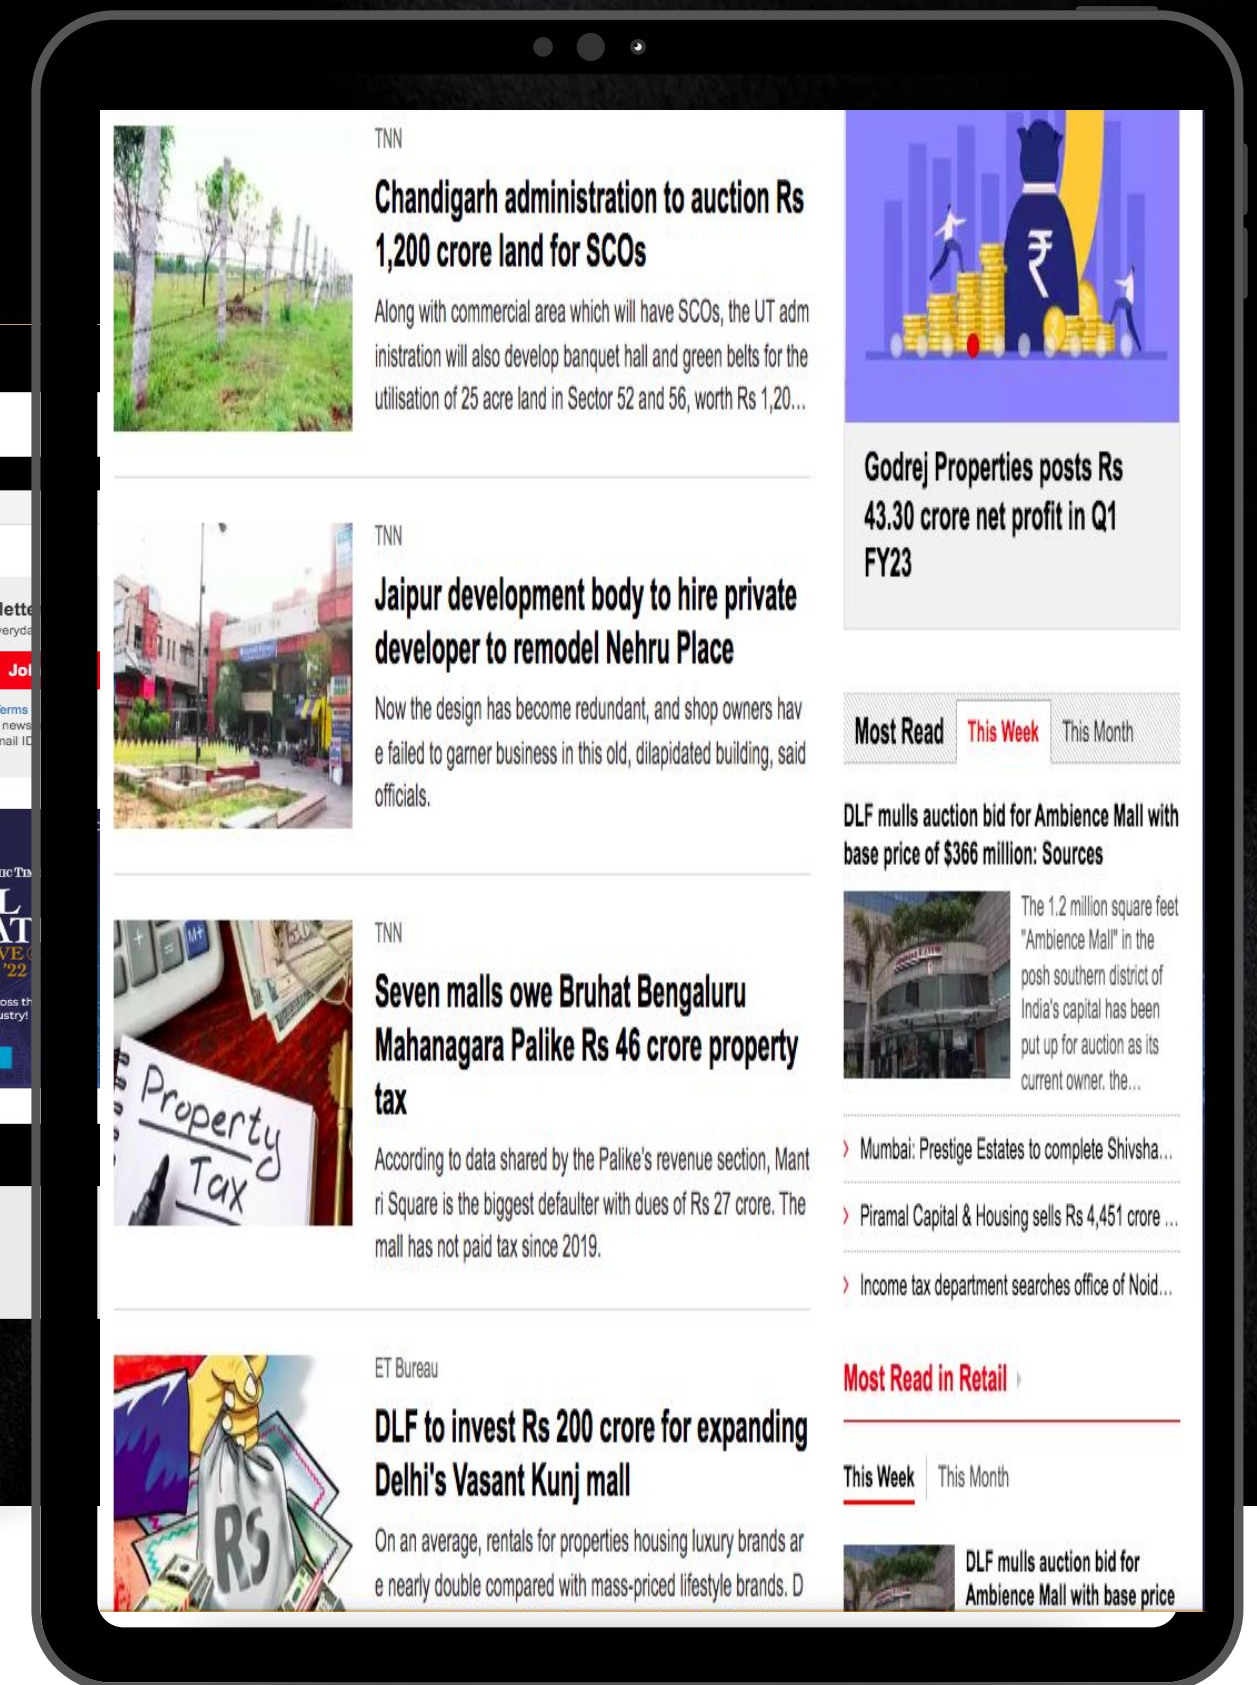 TNN
Chandigarh administration to auction Rs
1,200 crore land for SCOs
Along with commercial area which will have SCOs, the UT adm
inistration will also develop banquet hall and green belts for the
utilisation of 25 acre land in Sector 52 and 56, worth Rs 1,20...
TNN
Jaipur development body to hire private
developer to remodel Nehru Place
Now the design has become redundant, and shop owners hav
e failed to garner business in this old, dilapidated building, said
officials.
M+
Property
Tax
TNN
Seven malls owe Bruhat Bengaluru
Mahanagara Palike Rs 46 crore property
tax
According to data shared by the Palike's revenue section, Mant
ri Square is the biggest defaulter with dues of Rs 27 crore. The
mall has not paid tax since 2019.
RS
ET Bureau
DLF to invest Rs 200 crore for expanding
Delhi's Vasant Kunj mall
On an average, rentals for properties housing luxury brands ar
e nearly double compared with mass-priced lifestyle brands. D
₹
Godrej Properties posts Rs
43.30 crore net profit in Q1
FY23
Most Read This Week This Month
DLF mulls auction bid for Ambience Mall with
base price of $366 million: Sources
The 1.2 million square feet
"Ambience Mall" in the
posh southern district of
India's capital has been
put up for auction as its
current owner, the...
Mumbai: Prestige Estates to complete Shivsha...
Piramal Capital & Housing sells Rs 4,451 crore ...
Income tax department searches office of Noid...
Most Read in Retail
This Week This Month
DLF mulls auction bid for
Ambience Mall with base price
'22